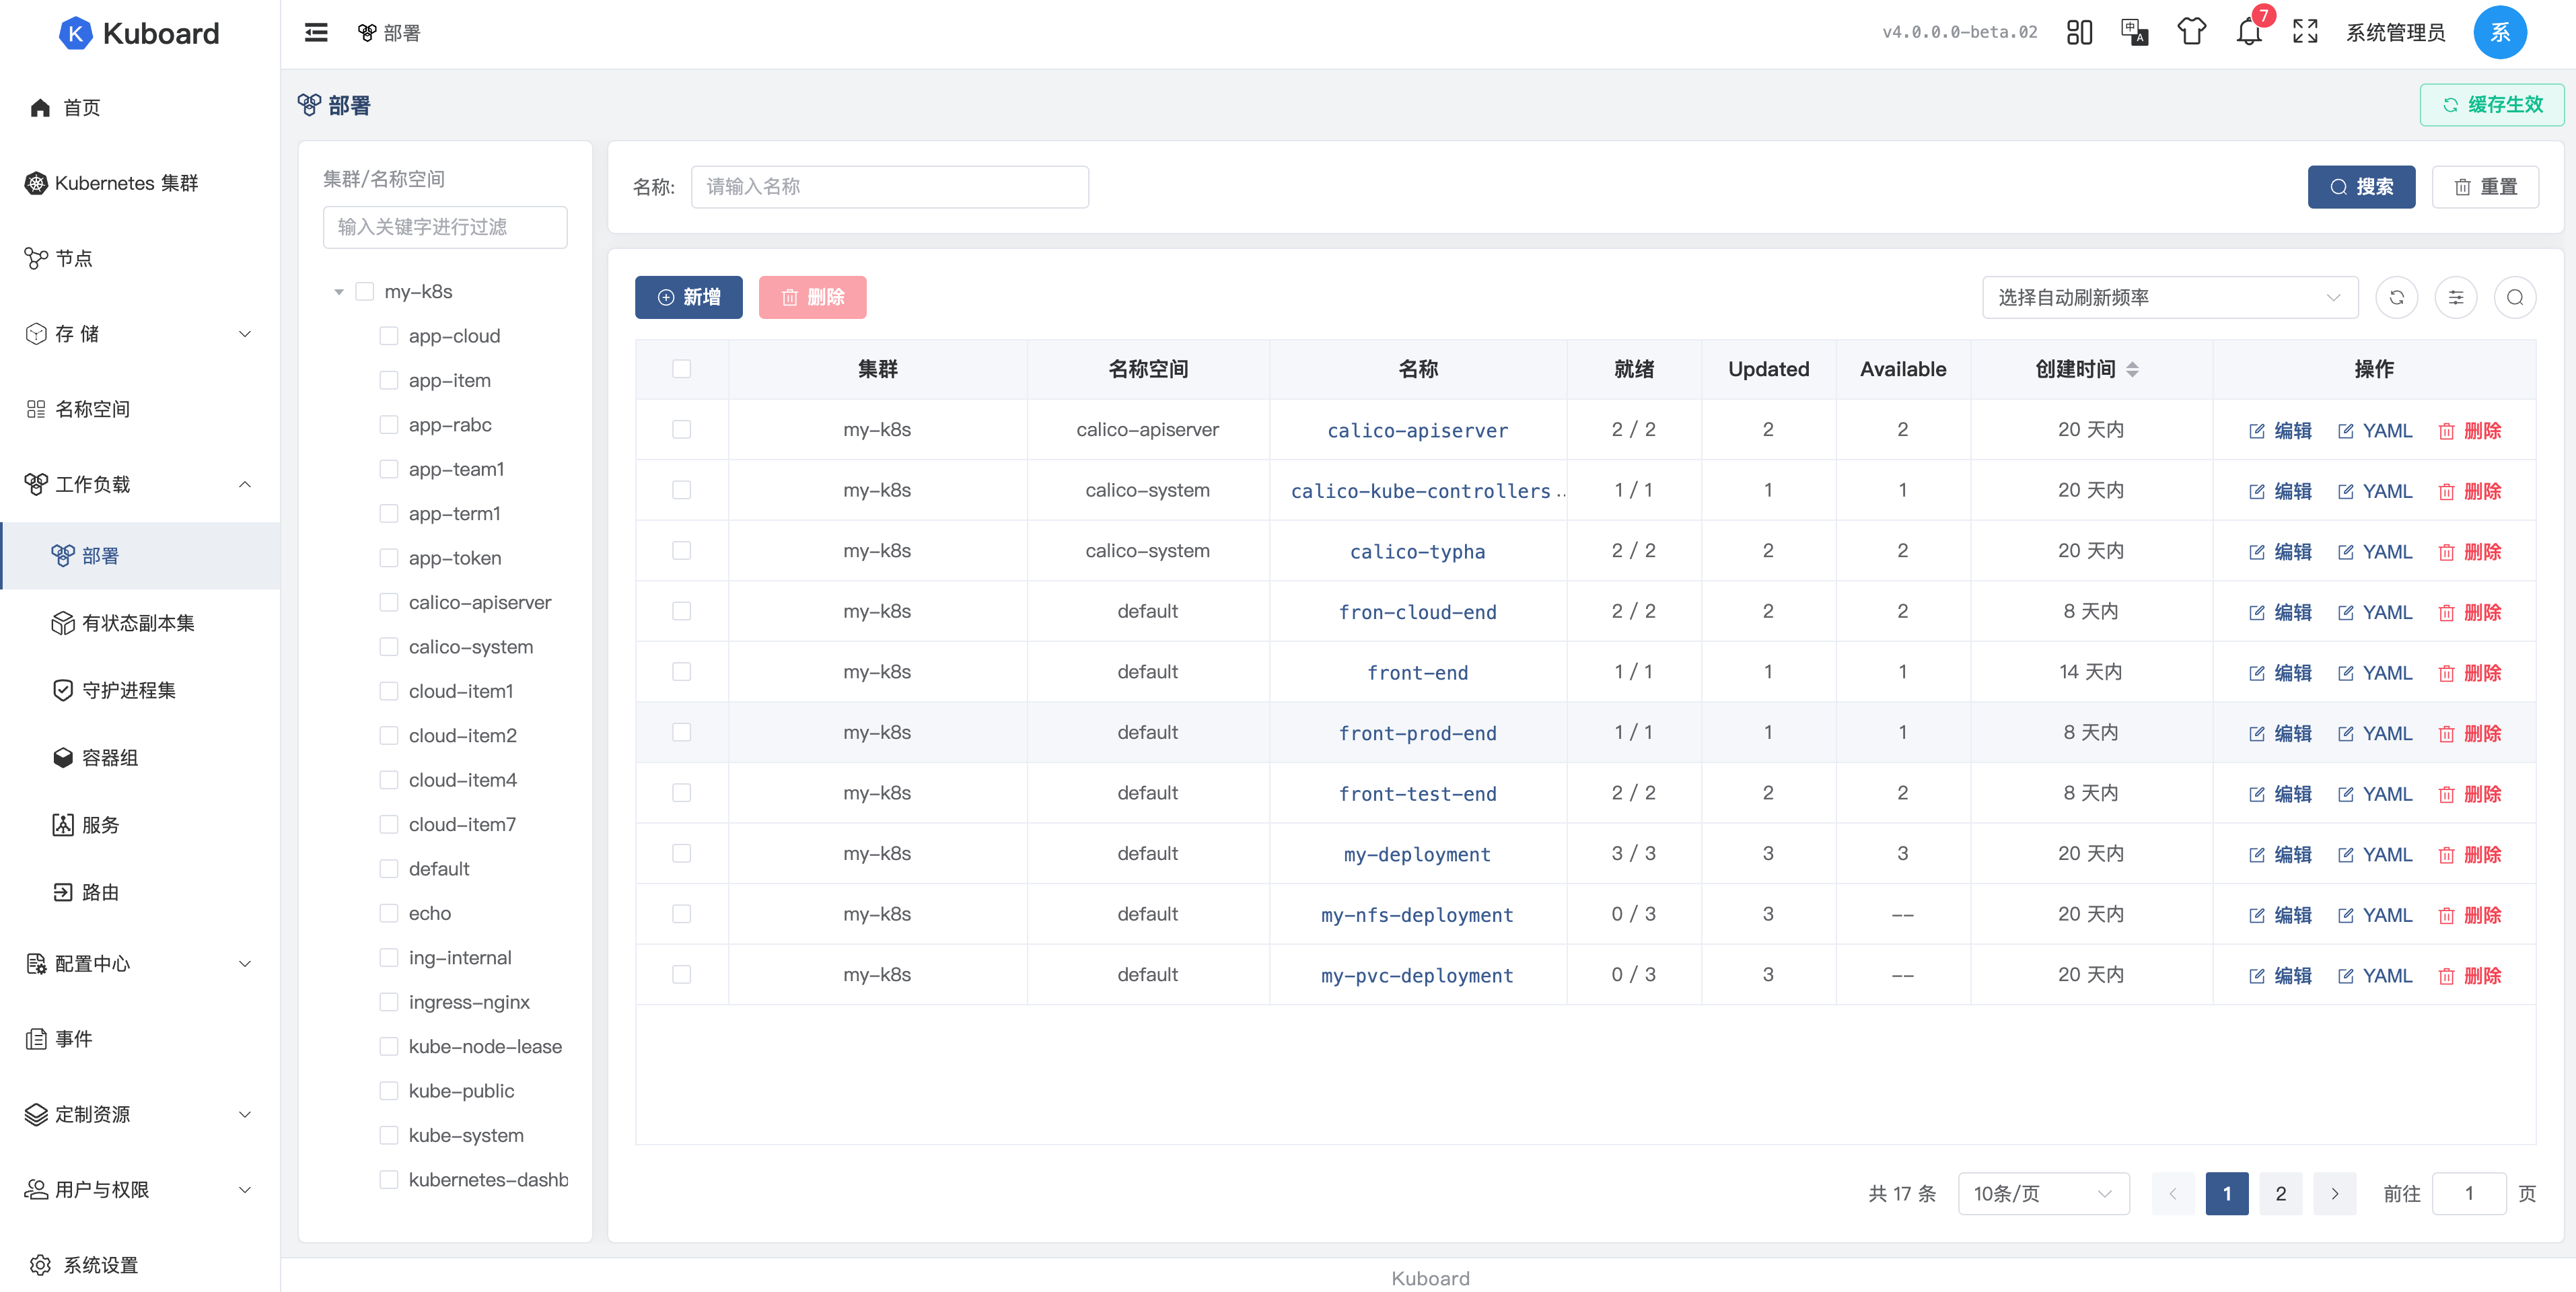 Kuboard
部署
v4.0.0.0-beta.02
7
系统管理员
系
首页
Kubernetes 集群
节点
存 储
名称空间
工作负载
部署
有状态副本集
守护进程集
容器组
服务
路由
配置中心
事件
定制资源
用户与权限
系统设置
部署
缓存生效
集群/名称空间
输入关键字进行过滤
my-k8s
app-cloud
app-item
app-rabc
app-team1
app-term1
app-token
calico-apiserver
calico-system
cloud-item1
cloud-item2
cloud-item4
cloud-item7
default
echo
ing-internal
ingress-nginx
kube-node-lease
kube-public
kube-system
kubernetes-dashb
名称: 请输入名称 搜索 重置
新增 删除 选择自动刷新频率
集群 名称空间 名称 就绪 Updated Available 创建时间 操作
my-k8s calico-apiserver calico-apiserver 2 / 2 2 2 20 天内 编辑 YAML 删除
my-k8s calico-system calico-kube-controllers.. 1 / 1 1 1 20 天内 编辑 YAML 删除
my-k8s calico-system calico-typha 2 / 2 2 2 20 天内 编辑 YAML 删除
my-k8s default fron-cloud-end 2 / 2 2 2 8 天内 编辑 YAML 删除
my-k8s default front-end 1 / 1 1 1 14 天内 编辑 YAML 删除
my-k8s default front-prod-end 1 / 1 1 1 8 天内 编辑 YAML 删除
my-k8s default front-test-end 2 / 2 2 2 8 天内 编辑 YAML 删除
my-k8s default my-deployment 3 / 3 3 3 20 天内 编辑 YAML 删除
my-k8s default my-nfs-deployment 0 / 3 3 -- 20 天内 编辑 YAML 删除
my-k8s default my-pvc-deployment 0 / 3 3 -- 20 天内 编辑 YAML 删除
共 17 条 10条/页 1 2 前往 1 页
Kuboard